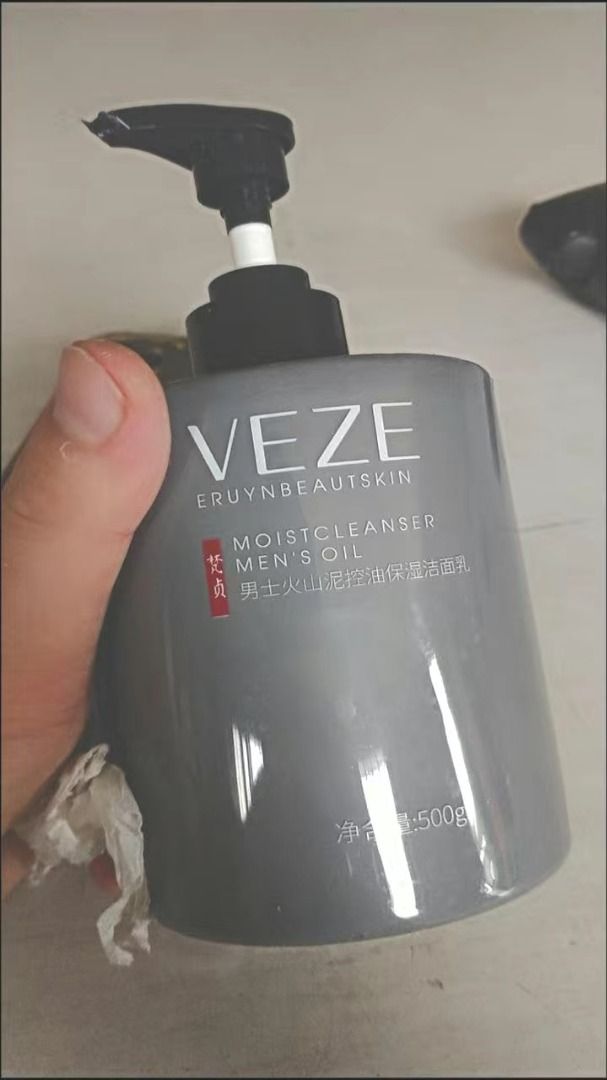 VEZE
ERUYNBEAUTSKIN
MOISTCLEANSER
MEN'S OIL
梵贞
男士火山泥控油保湿洁面乳
净含量:500g